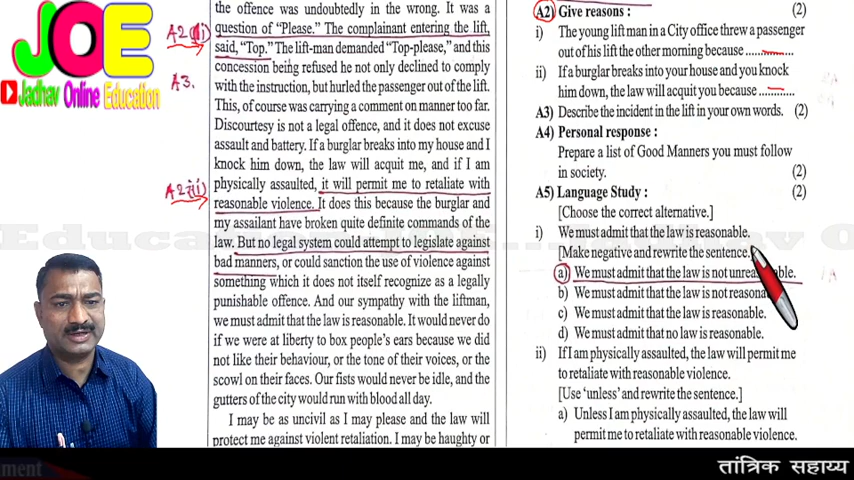 JOE
Jadhav Online Education
A2 (i)
A3.
A2 (ii)
the offence was undoubtedly in the wrong. It was a
question of "Please." The complainant entering the lift,
said, "Top." The lift-man demanded "Top-please," and this
concession being refused he not only declined to comply
with the instruction, but hurled the passenger out of the lift.
This, of course was carrying a comment on manner too far.
Discourtesy is not a legal offence, and it does not excuse
assault and battery. If a burglar breaks into my house and I
knock him down, the law will acquit me, and if I am
physically assaulted, it will permit me to retaliate with
reasonable violence. It does this because the burglar and
my assailant have broken quite definite commands of the
law. But no legal system could attempt to legislate against
bad manners, or could sanction the use of violence against
something which it does not itself recognize as a legally
punishable offence. And our sympathy with the liftman,
we must admit that the law is reasonable. It would never do
if we were at liberty to box people's ears because we did
not like their behaviour, or the tone of their voices, or the
scowl on their faces. Our fists would never be idle, and the
gutters of the city would run with blood all day.
I may be as uncivil as I may please and the law will
protect me against violent retaliation. I may be haughty or
A2) Give reasons : (2)
i) The young lift man in a City office threw a passenger
out of his lift the other morning because ..............
ii) If a burglar breaks into your house and you knock
him down, the law will acquit you because ............
A3) Describe the incident in the lift in your own words. (2)
A4) Personal response :
Prepare a list of Good Manners you must follow
in society. (2)
A5) Language Study : (2)
[Choose the correct alternative.]
i) We must admit that the law is reasonable.
[Make negative and rewrite the sentence.]
a) We must admit that the law is not
b) We must admit that the law is not
c) We must admit that the law is reasonable.
d) We must admit that no law is reasonable.
ii) If I am physically assaulted, the law will permit me
to retaliate with reasonable violence.
[Use 'unless' and rewrite the sentence.]
a) Unless I am physically assaulted, the law will
permit me to retaliate with reasonable violence.
तांत्रिक सहाय्य